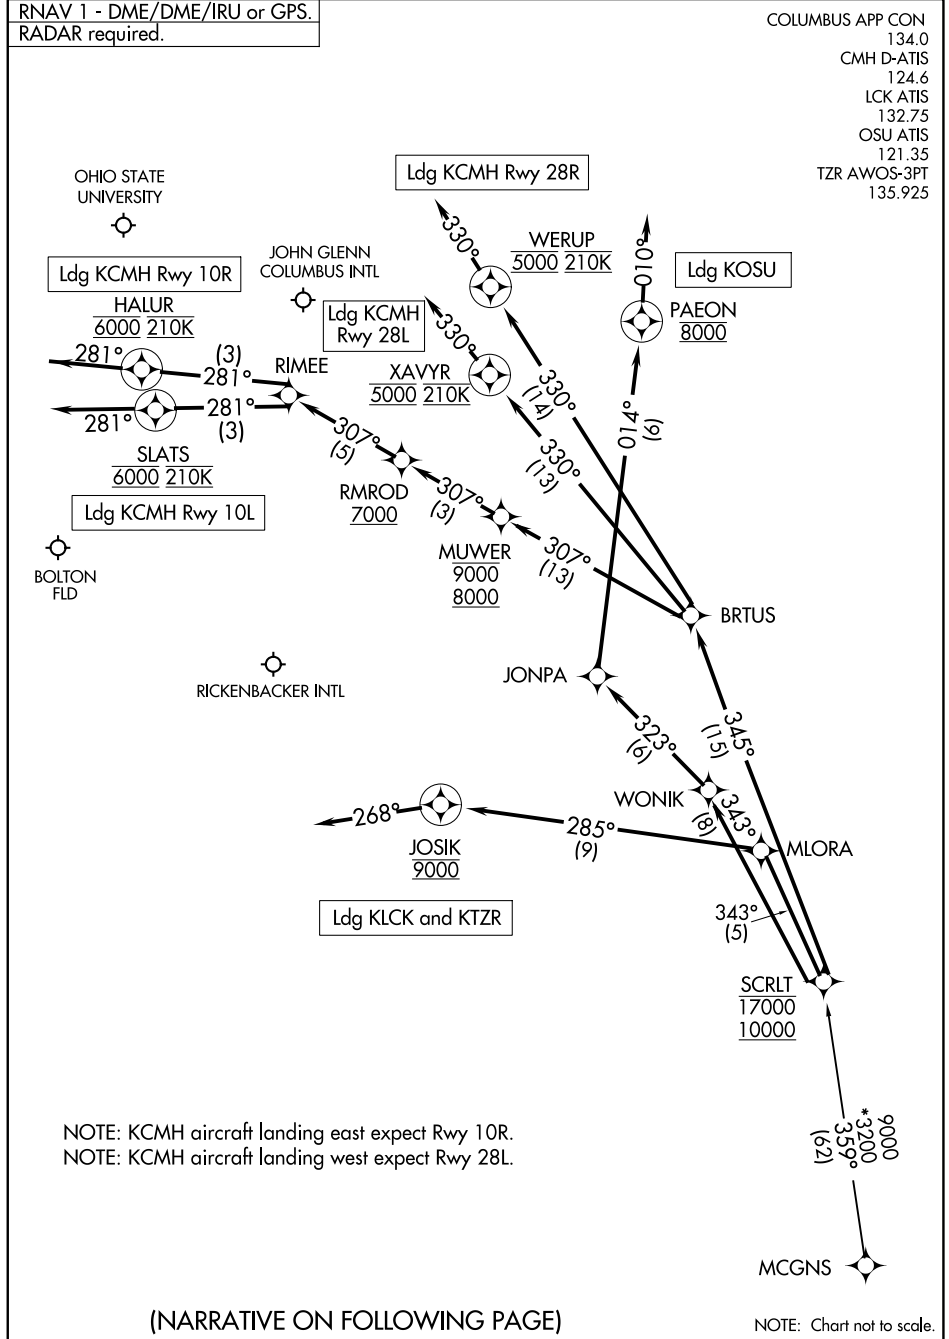 RNAV 1 - DME/DME/IRU or GPS.
RADAR required.
COLUMBUS APP CON
134.0
CMH D-ATIS
124.6
LCK ATIS
132.75
OSU ATIS
121.35
TZR AWOS-3PT
135.925
Ldg KCMH Rwy 28R
OHIO STATE
UNIVERSITY
330°
WERUP
5000 210K
010°
Ldg KOSU
JOHN GLENN
COLUMBUS INTL
Ldg KCMH Rwy 10R
HALUR
6000 210K
Ldg KCMH
Rwy 28L
330°
PAEON
8000
281°
(3)
281°
RIMEE
XAVYR
5000 210K
330°
(14)
014°
(6)
281°
281°
(3)
SLATS
6000 210K
307°
(5)
330°
(13)
RMROD
7000
307°
(3)
Ldg KCMH Rwy 10L
MUWER
9000
8000
307°
(13)
BOLTON
FLD
BRTUS
RICKENBACKER INTL
JONPA
323°
(6)
345°
(15)
WONIK
343°
(8)
268°
JOSIK
9000
285°
(9)
MLORA
Ldg KLCK and KTZR
343°
(5)
SCRLT
17000
10000
NOTE: KCMH aircraft landing east expect Rwy 10R.
NOTE: KCMH aircraft landing west expect Rwy 28L.
9000
*3200
359°
(62)
MCGNS
(NARRATIVE ON FOLLOWING PAGE)
NOTE: Chart not to scale.